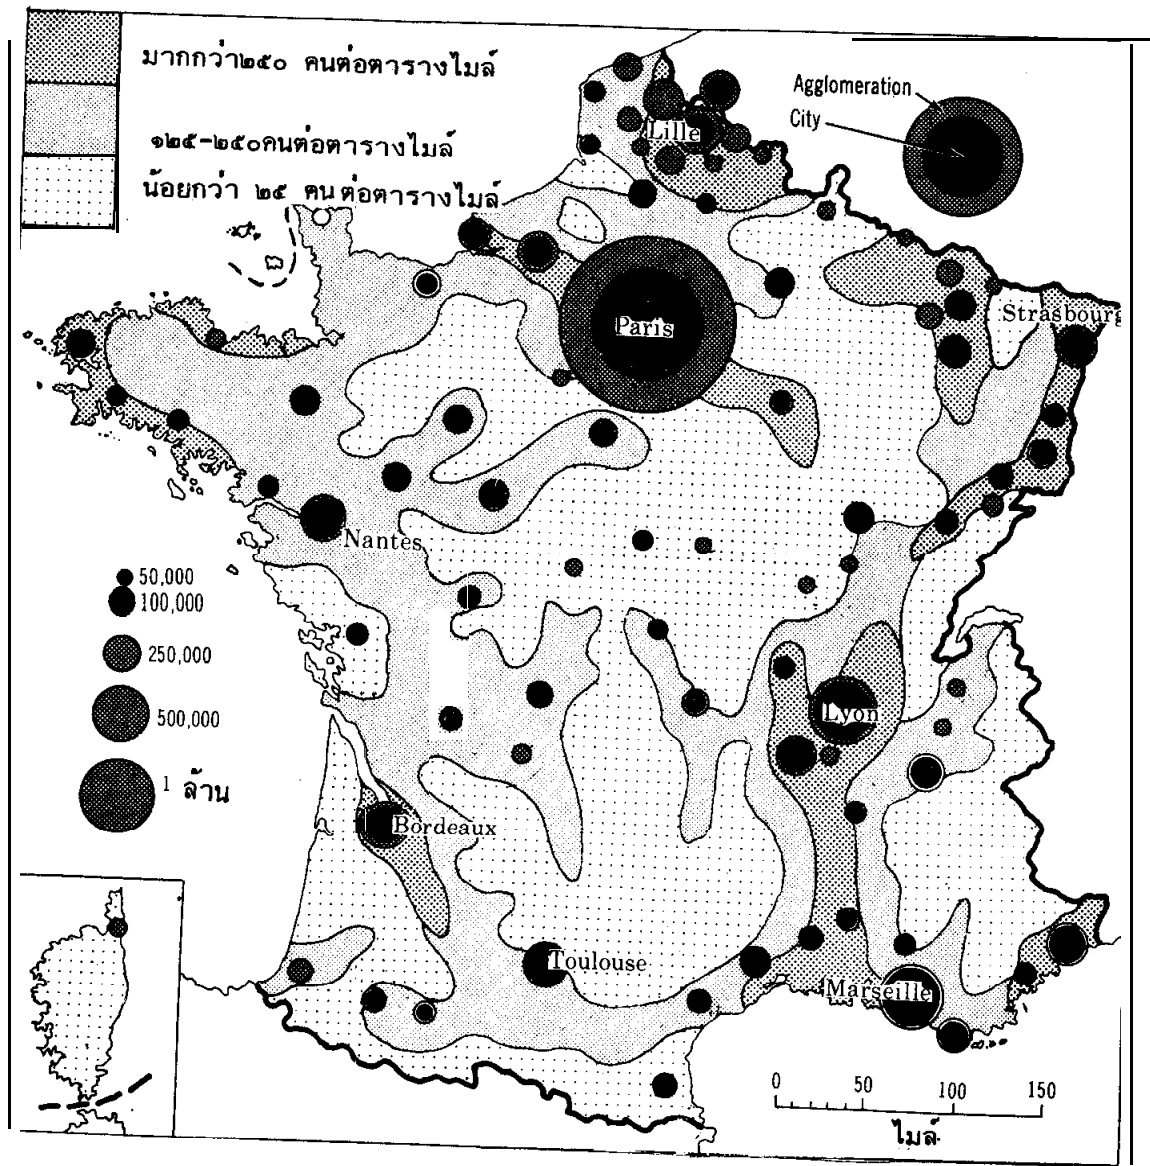 มากกว่า๒๕๐ คนต่อตารางไมล์
๑๒๕-๒๕๐คนต่อตารางไมล์
น้อยกว่า ๒๕ คนต่อตารางไมล์
Agglomeration
City
Lille
Paris
Strasbourg
Nantes
50,000
100,000
250,000
500,000
1 ล้าน
Lyon
Bordeaux
Toulouse
Marseille
0 50 100 150
ไมล์